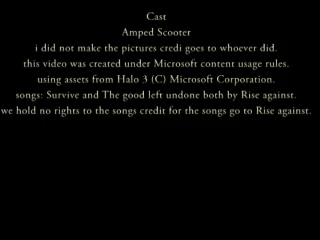 Cast
Amped Scooter
i did not make the pictures credi goes to whoever did.
this video was created under Microsoft content usage rules.
using assets from Halo 3 (C) Microsoft Corporation.
songs: Survive and The good left undone both by Rise against.
we hold no rights to the songs credit for the songs go to Rise against.